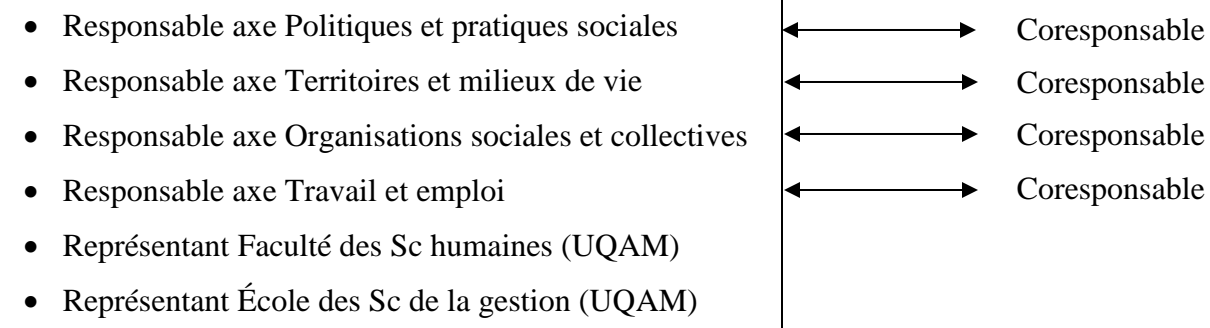 • Responsable axe Politiques et pratiques sociales Coresponsable
• Responsable axe Territoires et milieux de vie Coresponsable
• Responsable axe Organisations sociales et collectives Coresponsable
• Responsable axe Travail et emploi Coresponsable
• Représentant Faculté des Sc humaines (UQAM)
• Représentant École des Sc de la gestion (UQAM)